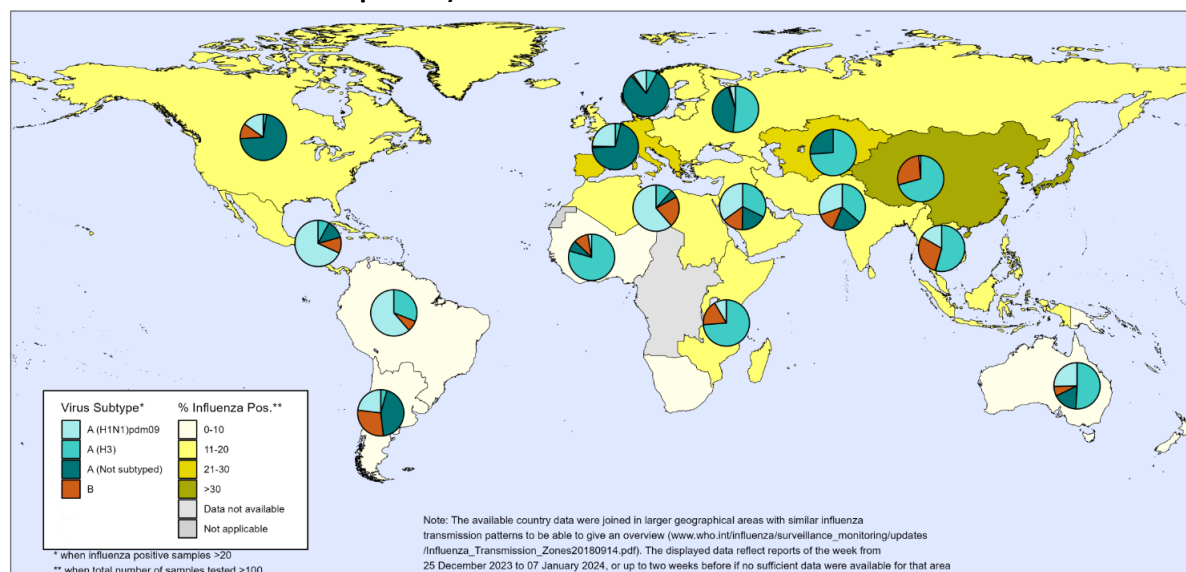 Virus Subtype*
A (H1N1)pdm09
A (H3)
A (Not subtyped)
B
% Influenza Pos.**
0-10
11-20
21-30
>30
Data not available
Not applicable
* when influenza positive samples >20
** when total number of samples tested >100
Note: The available country data were joined in larger geographical areas with similar influenza
transmission patterns to be able to give an overview (www.who.int/influenza/surveillance_monitoring/updates
/Influenza_Transmission_Zones20180914.pdf). The displayed data reflect reports of the week from
25 December 2023 to 07 January 2024, or up to two weeks before if no sufficient data were available for that area